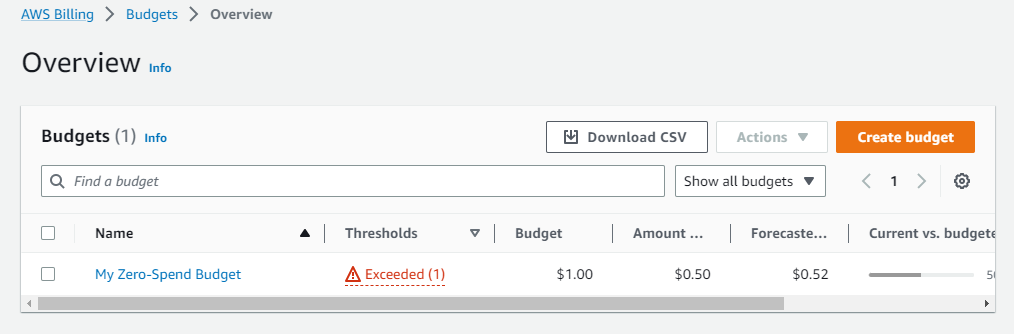 AWS Billing > Budgets > Overview
Overview Info
Budgets (1) Info Download CSV Actions Create budget
Find a budget Show all budgets 1
Name Thresholds Budget Amount ... Forecaste... Current vs. budgete
My Zero-Spend Budget Exceeded (1) $1.00 $0.50 $0.52